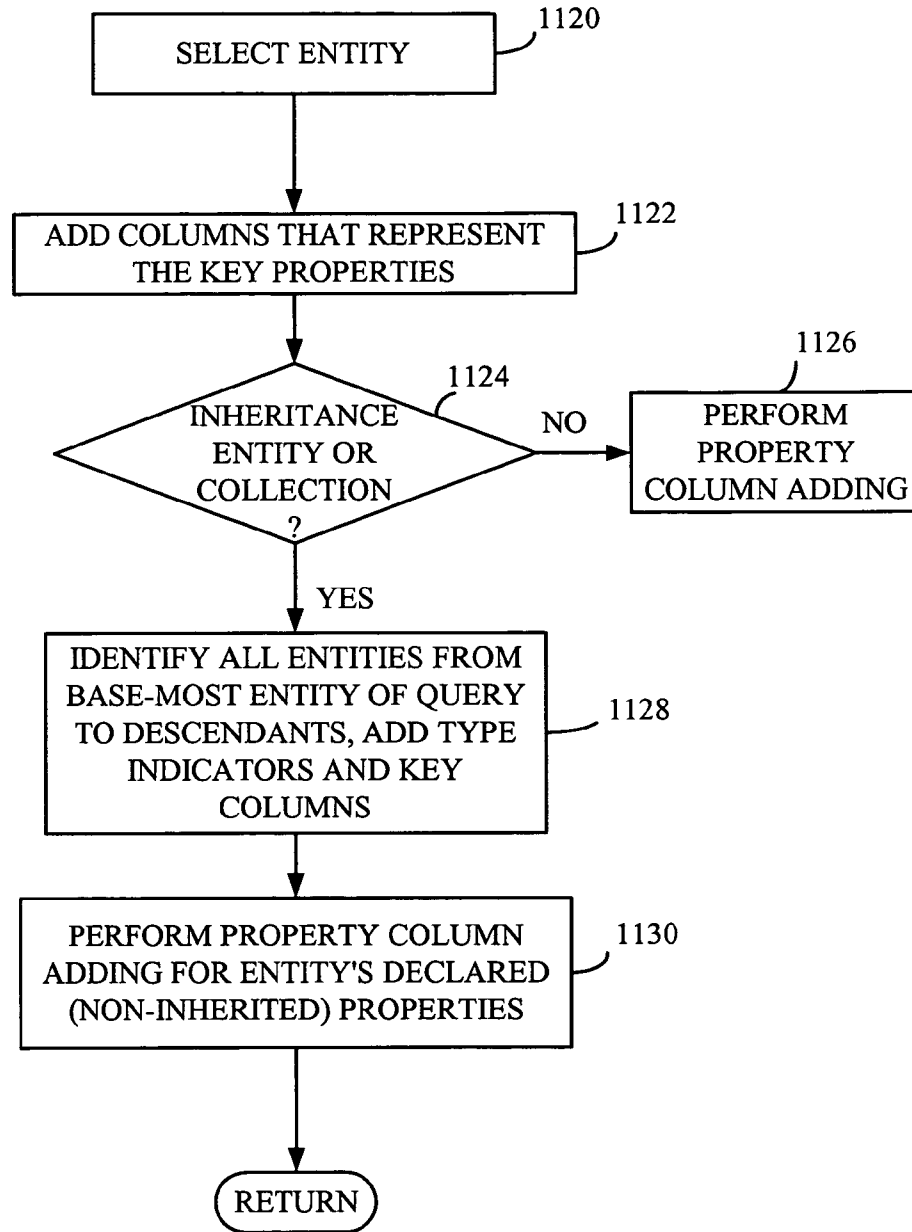 1120
SELECT ENTITY
1122
ADD COLUMNS THAT REPRESENT
THE KEY PROPERTIES
1124
INHERITANCE
ENTITY OR
COLLECTION
?
NO
1126
PERFORM
PROPERTY
COLUMN ADDING
YES
IDENTIFY ALL ENTITIES FROM
BASE-MOST ENTITY OF QUERY
TO DESCENDANTS, ADD TYPE
INDICATORS AND KEY
COLUMNS
1128
PERFORM PROPERTY COLUMN
ADDING FOR ENTITY'S DECLARED
(NON-INHERITED) PROPERTIES
1130
RETURN